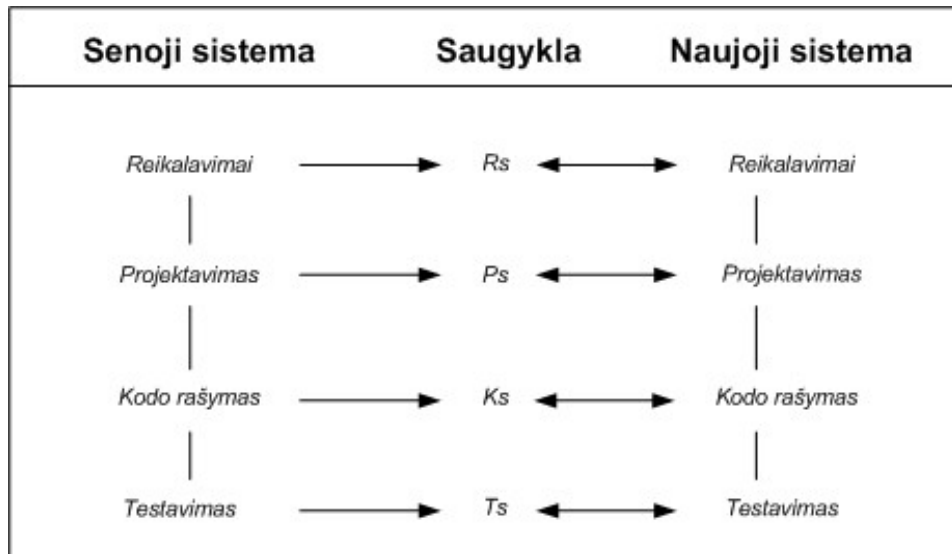 Senoji sistema Saugykla Naujoji sistema
Reikalavimai Rs Reikalavimai
Projektavimas Ps Projektavimas
Kodo rašymas Ks Kodo rašymas
Testavimas Ts Testavimas